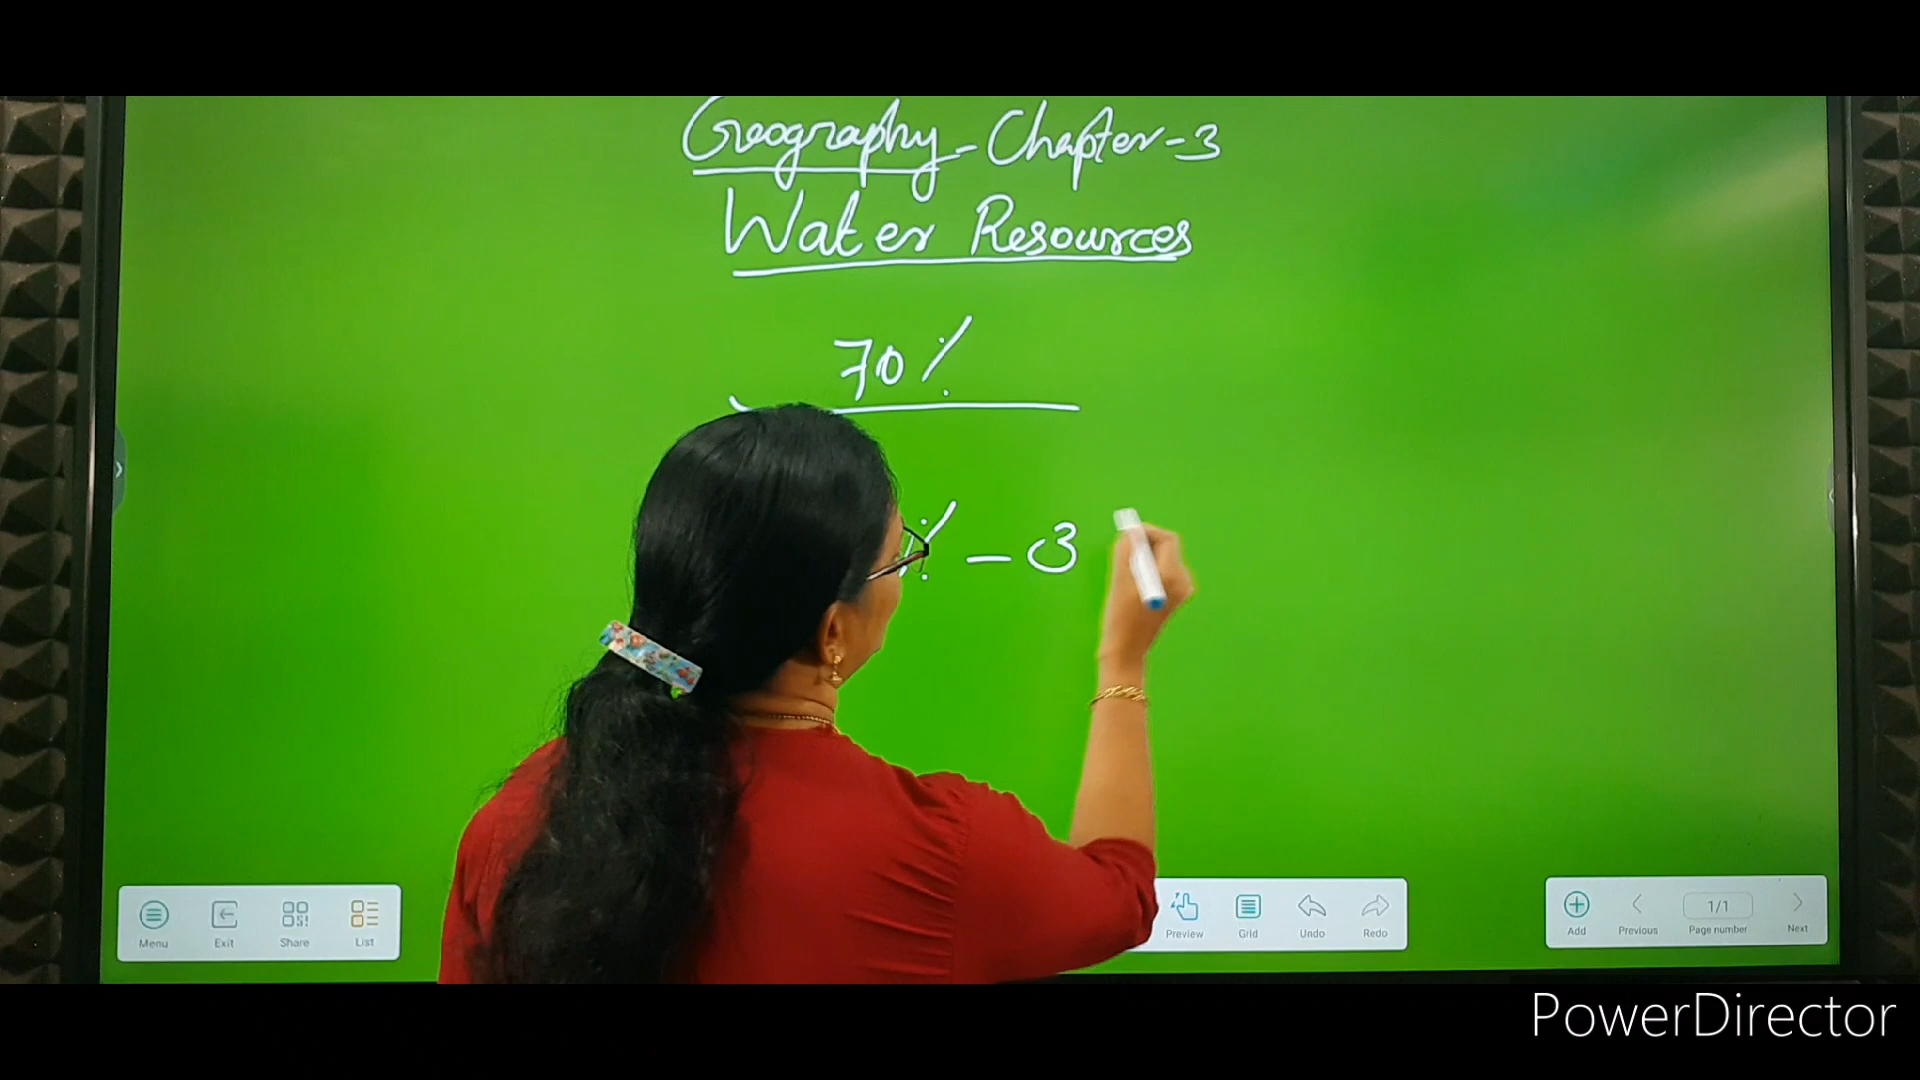 Geography - Chapter - 3
Water Resources
70%
% - 3
Menu
Exit
Share
List
Preview
Grid
Undo
Redo
Add
Previous
1/1
Page number
Next
PowerDirector